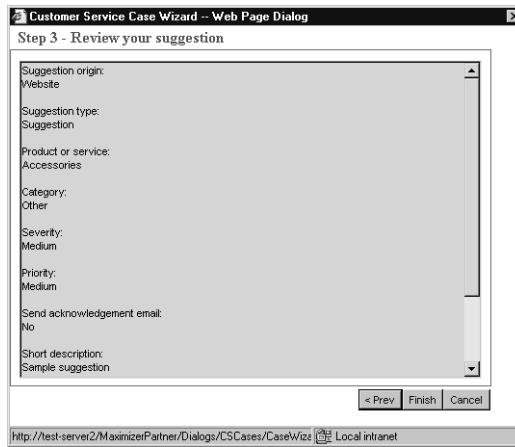 Customer Service Case Wizard -- Web Page Dialog
Step 3 - Review your suggestion
Suggestion origin:
Website
Suggestion type:
Suggestion
Product or service:
Accessories
Category:
Other
Severity:
Medium
Priority:
Medium
Send acknowledgement email:
No
Short description:
Sample suggestion
< Prev Finish Cancel
http://test-server2/MaximizerPartner/Dialogs/CSCases/CaseWiza Local intranet